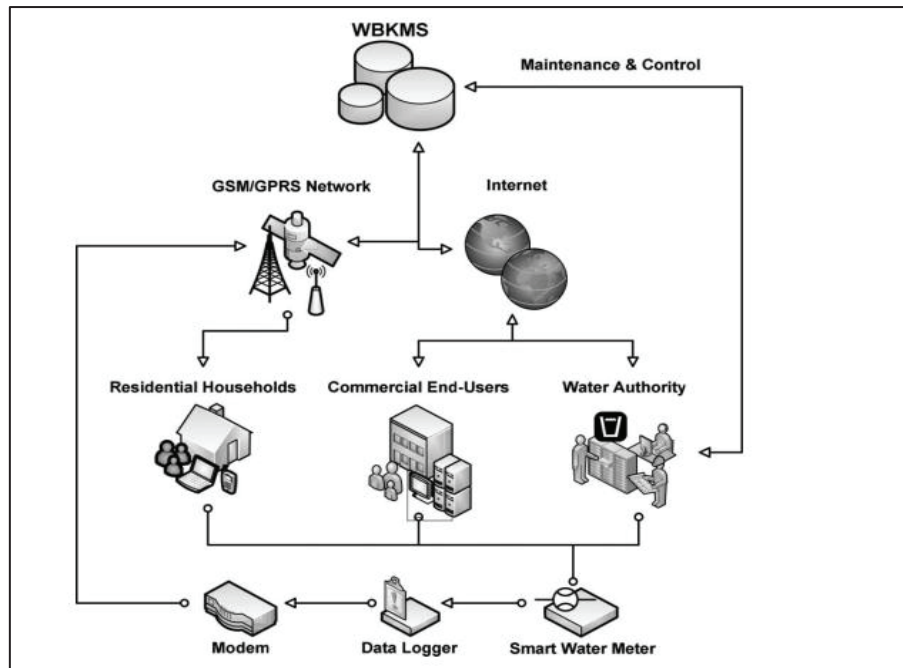 WBKMS
Maintenance & Control
GSM/GPRS Network
Internet
Residential Households
Commercial End-Users
Water Authority
Modem
Data Logger
Smart Water Meter